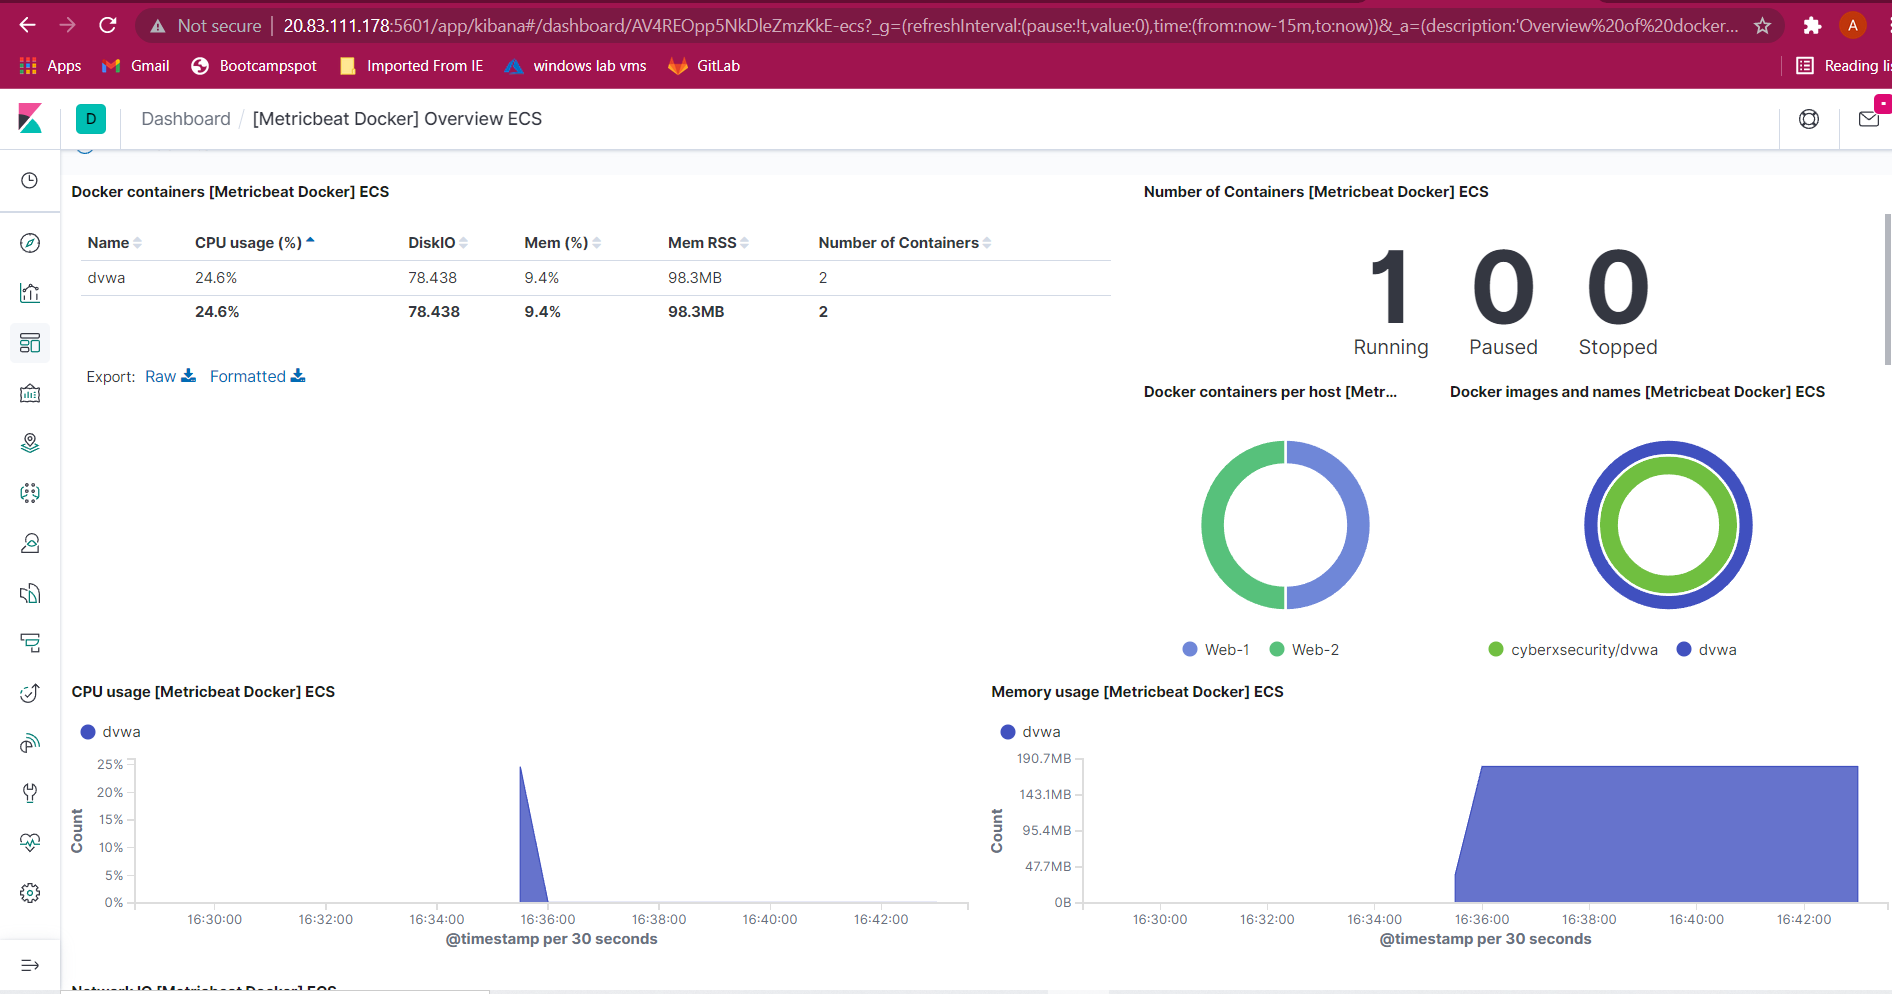 Not secure | 20.83.111.178:5601/app/kibana#/dashboard/AV4REOpp5NkDleZmzKkE-ecs?_g=(refreshInterval:(pause:!t,value:0),time:(from:now-15m,to:now))&_a=(description:'Overview%20of%20docker... A
Apps Gmail Bootcampspot Imported From IE windows lab vms GitLab Reading lis
D Dashboard / [Metricbeat Docker] Overview ECS
Docker containers [Metricbeat Docker] ECS
Name CPU usage (%) DiskIO Mem (%) Mem RSS Number of Containers
dvwa 24.6% 78.438 9.4% 98.3MB 2
24.6% 78.438 9.4% 98.3MB 2
Export: Raw Formatted
Number of Containers [Metricbeat Docker] ECS
1 0 0
Running Paused Stopped
Docker containers per host [Metr...
Web-1 Web-2
Docker images and names [Metricbeat Docker] ECS
cyberxsecurity/dvwa dvwa
CPU usage [Metricbeat Docker] ECS
dvwa
25%
20%
15%
10%
5%
0%
Count
16:30:00 16:32:00 16:34:00 16:36:00 16:38:00 16:40:00 16:42:00
@timestamp per 30 seconds
Memory usage [Metricbeat Docker] ECS
dvwa
190.7MB
143.1MB
95.4MB
47.7MB
0B
Count
16:30:00 16:32:00 16:34:00 16:36:00 16:38:00 16:40:00 16:42:00
@timestamp per 30 seconds
Network IO [Metricbeat Docker] ECS